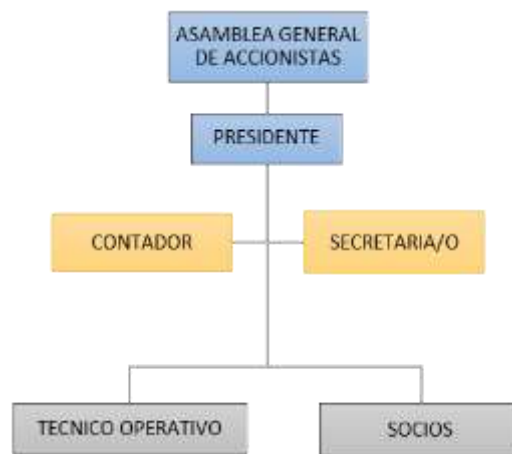 ASAMBLEA GENERAL
DE ACCIONISTAS
PRESIDENTE
CONTADOR
SECRETARIA/O
TECNICO OPERATIVO
SOCIOS